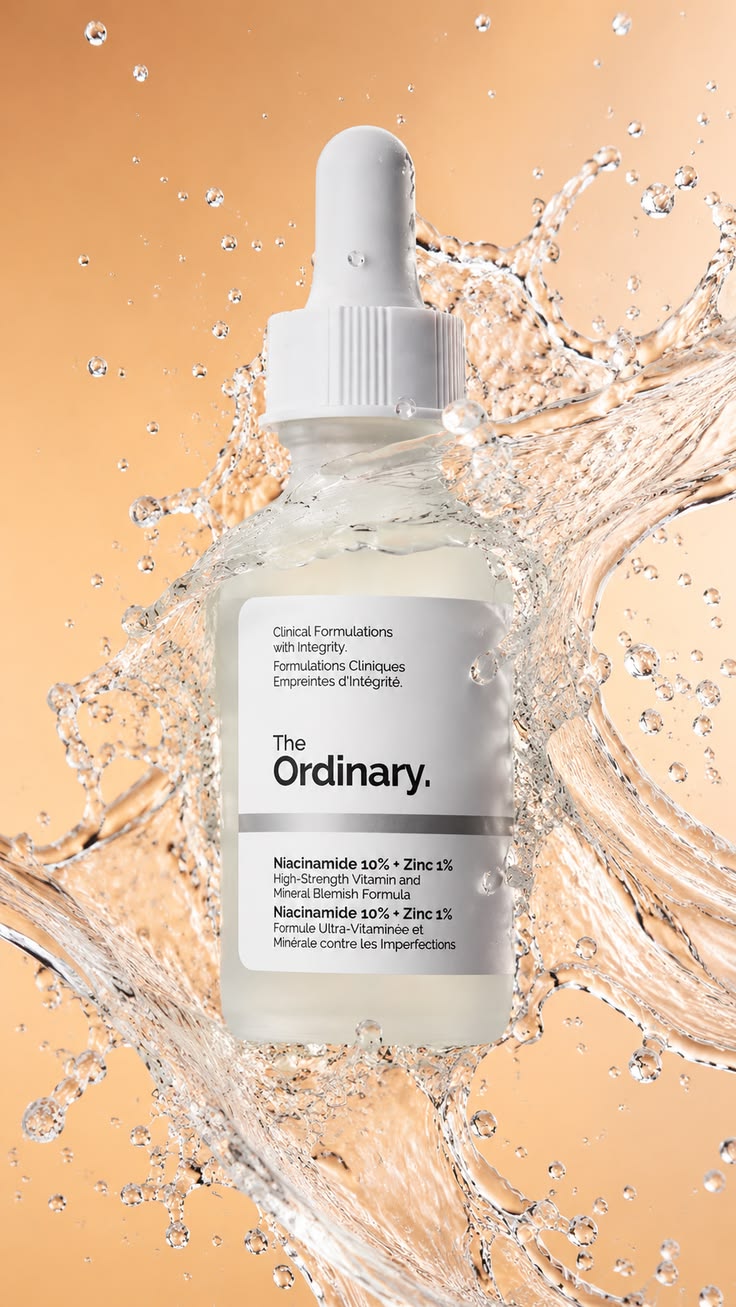 Clinical Formulations
with Integrity.
Formulations Cliniques
Empreintes d'Intégrité.
The
Ordinary.
Niacinamide 10% + Zinc 1%
High-Strength Vitamin and
Mineral Blemish Formula
Niacinamide 10% + Zinc 1%
Formule Ultra-Vitaminée et
Minérale contre les Imperfections